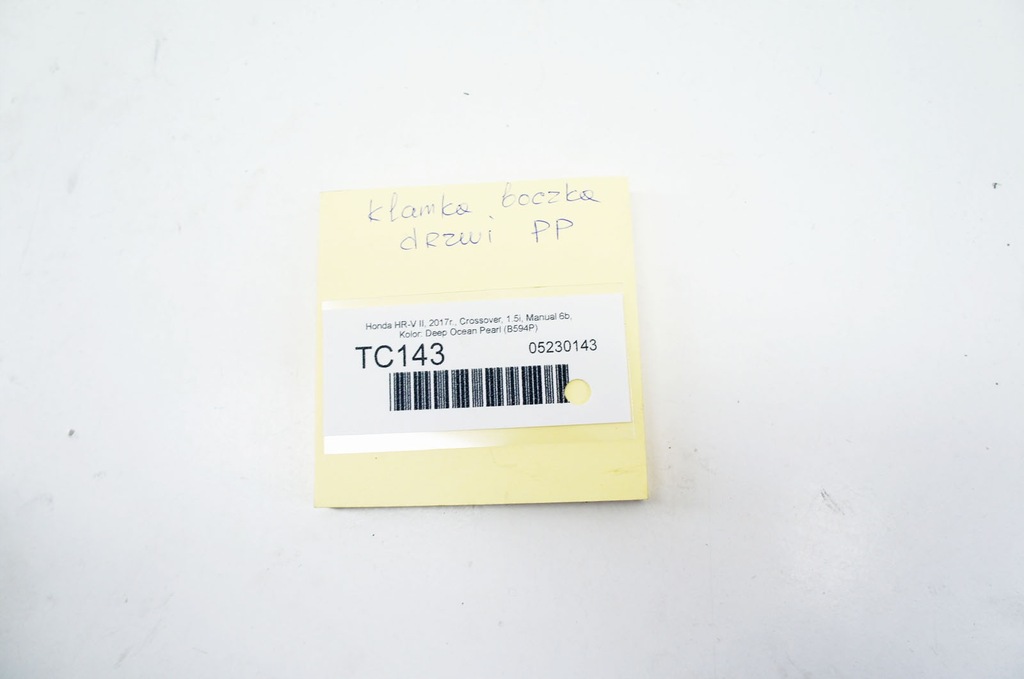 klamka boczka
drzwi PP
Honda HR-V II, 2017r., Crossover, 1.5i, Manual 6b,
Kolor: Deep Ocean Pearl (B594P)
TC143 05230143